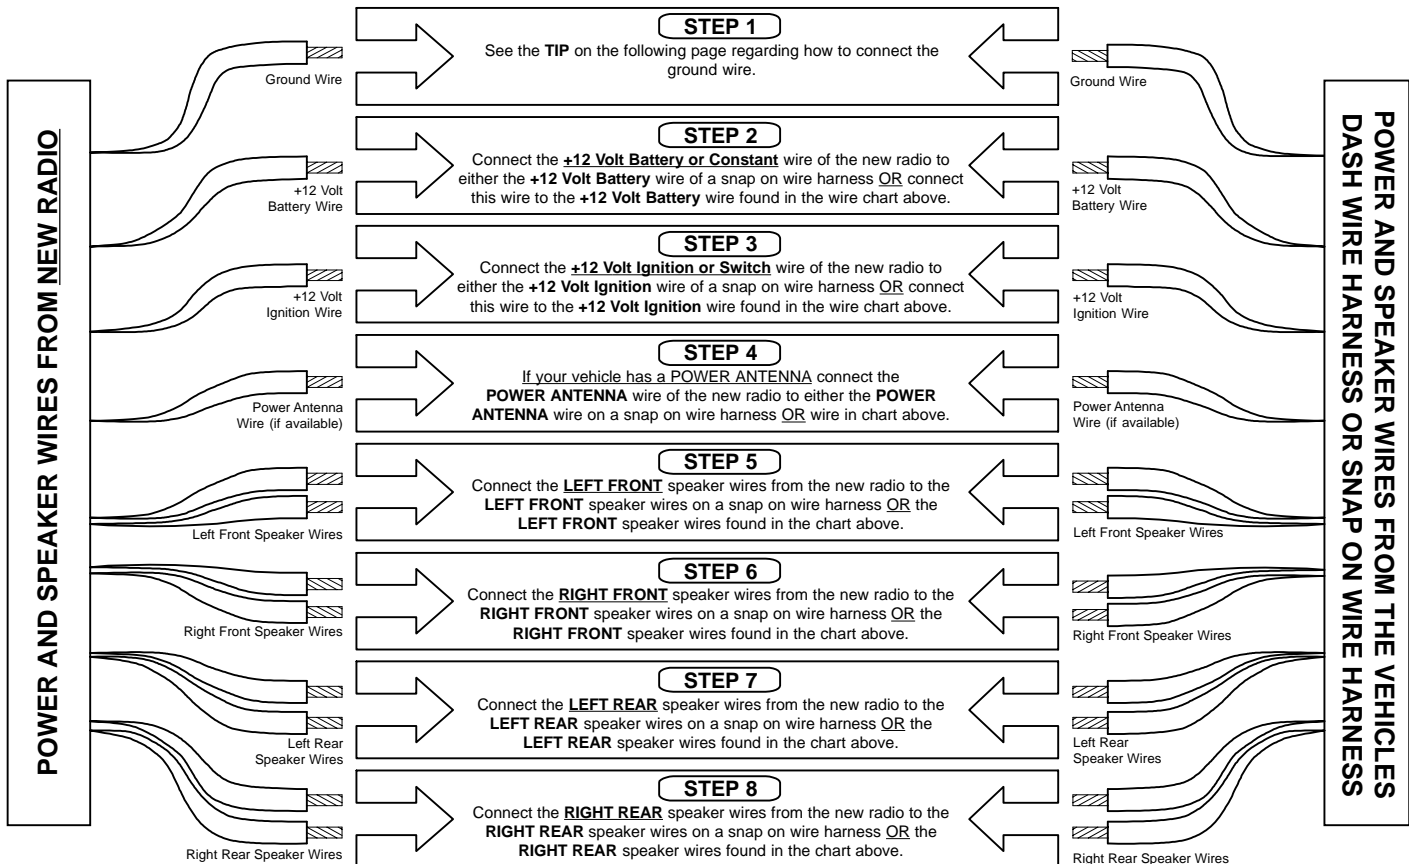 POWER AND SPEAKER WIRES FROM NEW RADIO
STEP 1
See the TIP on the following page regarding how to connect the
ground wire.
Ground Wire
Ground Wire
STEP 2
Connect the +12 Volt Battery or Constant wire of the new radio to
either the +12 Volt Battery wire of a snap on wire harness OR connect
this wire to the +12 Volt Battery wire found in the wire chart above.
+12 Volt
Battery Wire
+12 Volt
Battery Wire
STEP 3
Connect the +12 Volt Ignition or Switch wire of the new radio to
either the +12 Volt Ignition wire of a snap on wire harness OR connect
this wire to the +12 Volt Ignition wire found in the wire chart above.
+12 Volt
Ignition Wire
+12 Volt
Ignition Wire
STEP 4
If your vehicle has a POWER ANTENNA connect the
POWER ANTENNA wire of the new radio to either the POWER
ANTENNA wire on a snap on wire harness OR wire in chart above.
Power Antenna
Wire (if available)
Power Antenna
Wire (if available)
STEP 5
Connect the LEFT FRONT speaker wires from the new radio to the
LEFT FRONT speaker wires on a snap on wire harness OR the
LEFT FRONT speaker wires found in the chart above.
Left Front Speaker Wires
Left Front Speaker Wires
STEP 6
Connect the RIGHT FRONT speaker wires from the new radio to the
RIGHT FRONT speaker wires on a snap on wire harness OR the
RIGHT FRONT speaker wires found in the chart above.
Right Front Speaker Wires
Right Front Speaker Wires
STEP 7
Connect the LEFT REAR speaker wires from the new radio to the
LEFT REAR speaker wires on a snap on wire harness OR the
LEFT REAR speaker wires found in the chart above.
Left Rear
Speaker Wires
Left Rear
Speaker Wires
STEP 8
Connect the RIGHT REAR speaker wires from the new radio to the
RIGHT REAR speaker wires on a snap on wire harness OR the
RIGHT REAR speaker wires found in the chart above.
Right Rear Speaker Wires
Right Rear Speaker Wires
POWER AND SPEAKER WIRES FROM THE VEHICLES
DASH WIRE HARNESS OR SNAP ON WIRE HARNESS